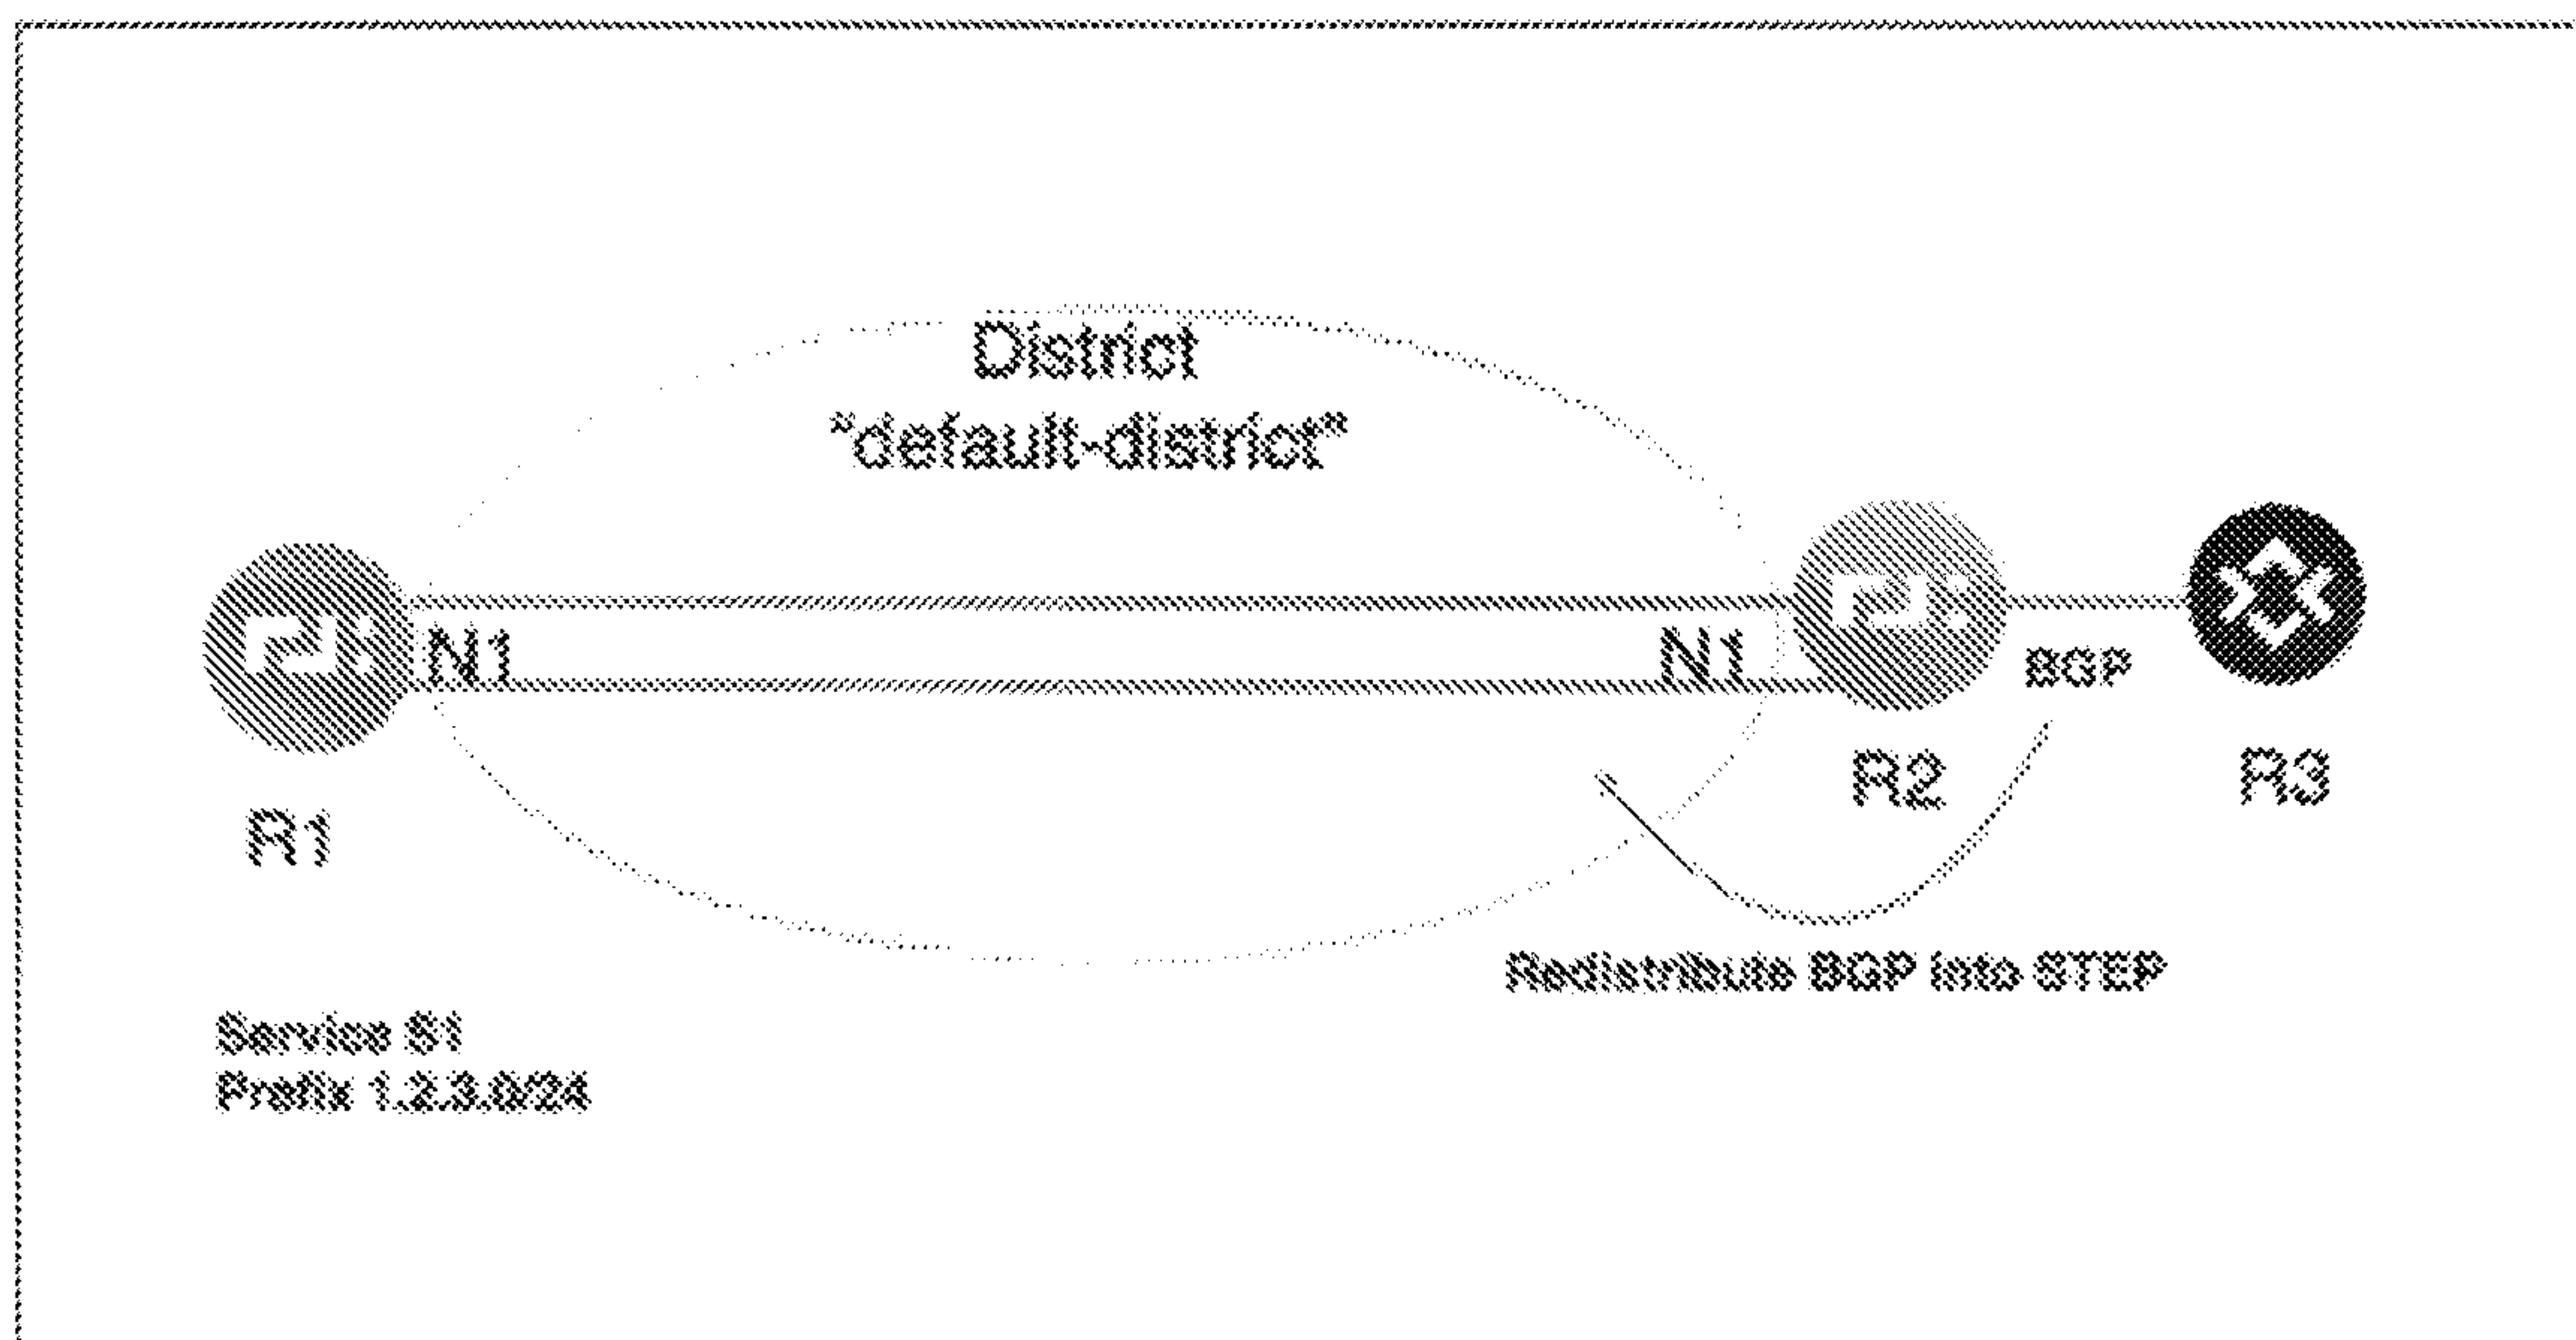 District
"default-district"
N1
N1
BGP
R1
R2
R3
Redistribute BGP into STEP
Service S1
Prefix 1.2.3.0/24